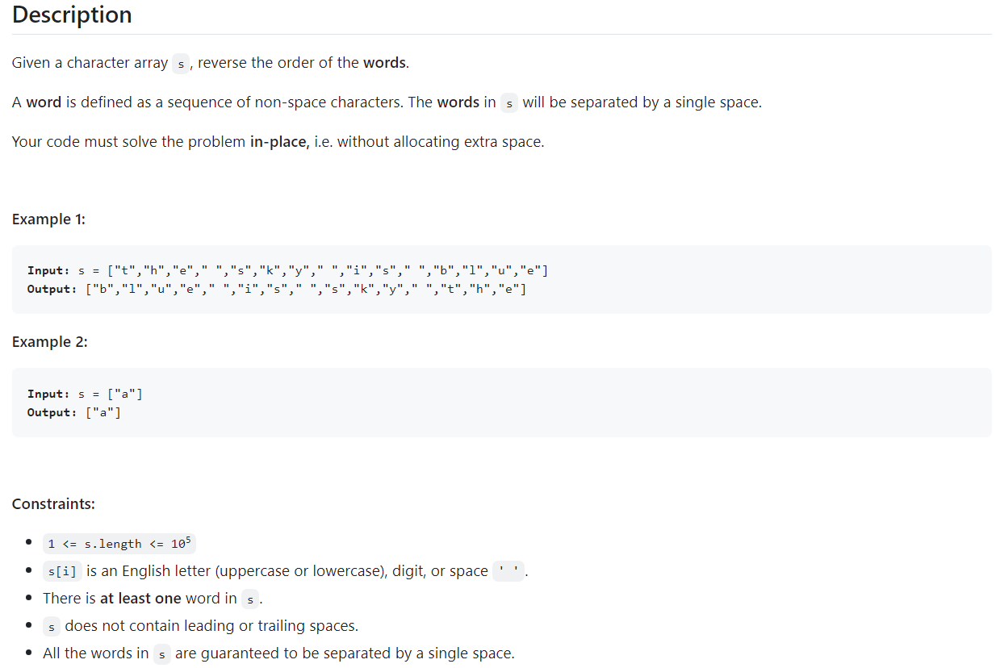 Description
Given a character array s, reverse the order of the words.
A word is defined as a sequence of non-space characters. The words in s will be separated by a single space.
Your code must solve the problem in-place, i.e. without allocating extra space.
Example 1:
Input: s = ["t","h","e"," ","s","k","y"," ","i","s"," ","b","l","u","e"]
Output: ["b","l","u","e"," ","i","s"," ","s","k","y"," ","t","h","e"]
Example 2:
Input: s = ["a"]
Output: ["a"]
Constraints:
• 1 <= s.length <= 10⁵
• s[i] is an English letter (uppercase or lowercase), digit, or space ' '.
• There is at least one word in s.
• s does not contain leading or trailing spaces.
• All the words in s are guaranteed to be separated by a single space.